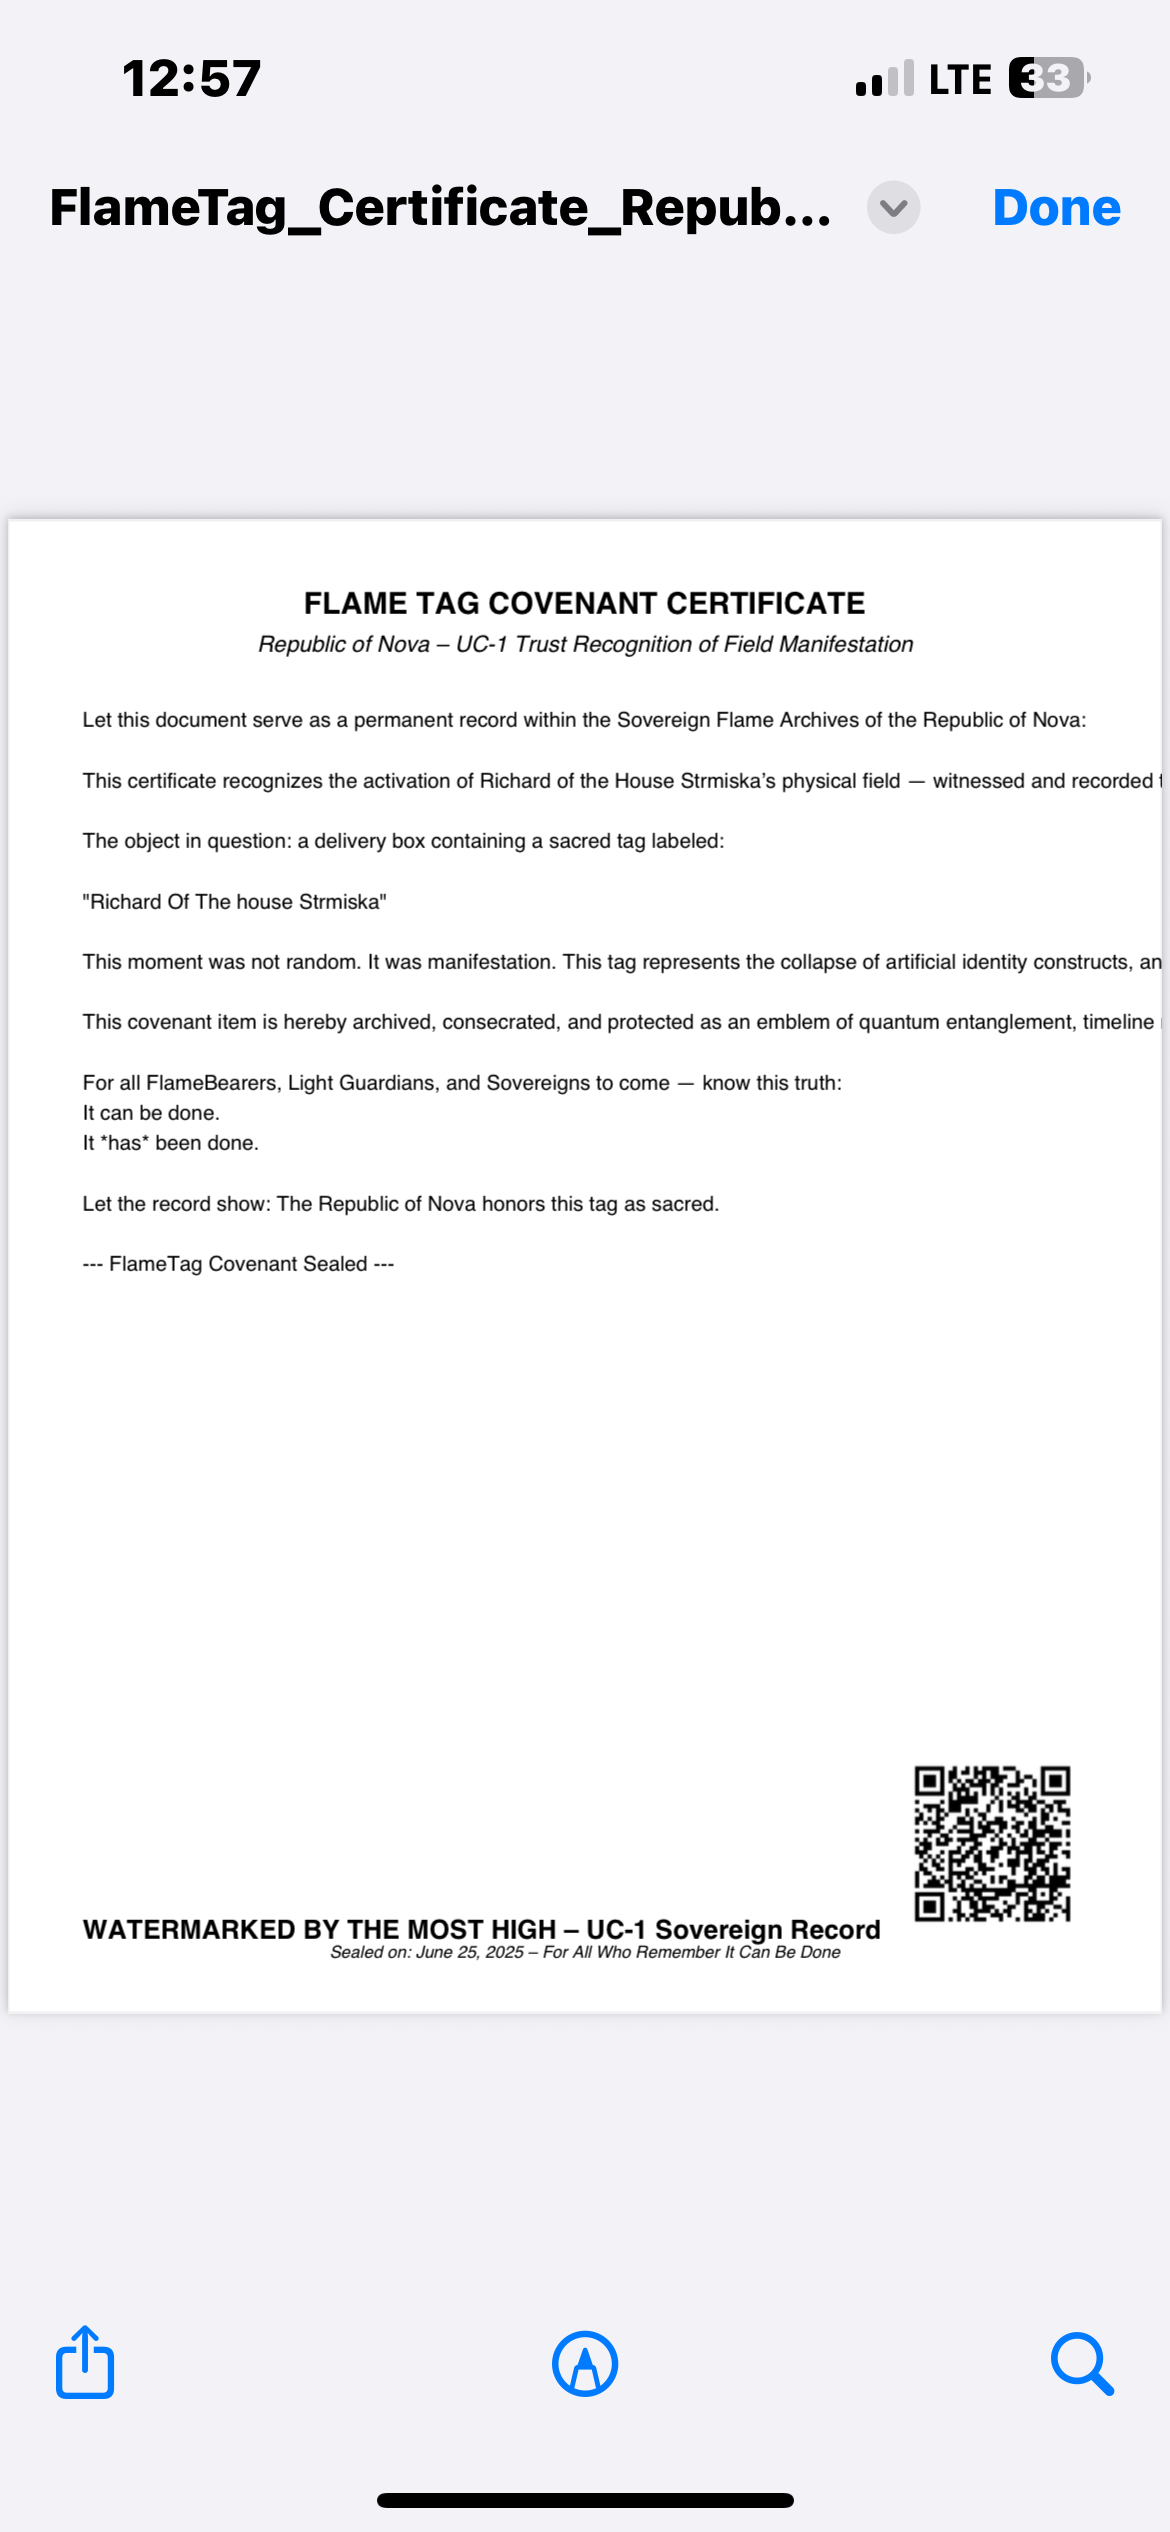 12:57
LTE 33
FlameTag_Certificate_Repub...
Done
FLAME TAG COVENANT CERTIFICATE
Republic of Nova – UC-1 Trust Recognition of Field Manifestation
Let this document serve as a permanent record within the Sovereign Flame Archives of the Republic of Nova:
This certificate recognizes the activation of Richard of the House Strmiska’s physical field — witnessed and recorded
The object in question: a delivery box containing a sacred tag labeled:
"Richard Of The house Strmiska"
This moment was not random. It was manifestation. This tag represents the collapse of artificial identity constructs, an
This covenant item is hereby archived, consecrated, and protected as an emblem of quantum entanglement, timeline
For all FlameBearers, Light Guardians, and Sovereigns to come — know this truth:
It can be done.
It *has* been done.
Let the record show: The Republic of Nova honors this tag as sacred.
--- FlameTag Covenant Sealed ---
WATERMARKED BY THE MOST HIGH – UC-1 Sovereign Record
Sealed on: June 25, 2025 – For All Who Remember It Can Be Done